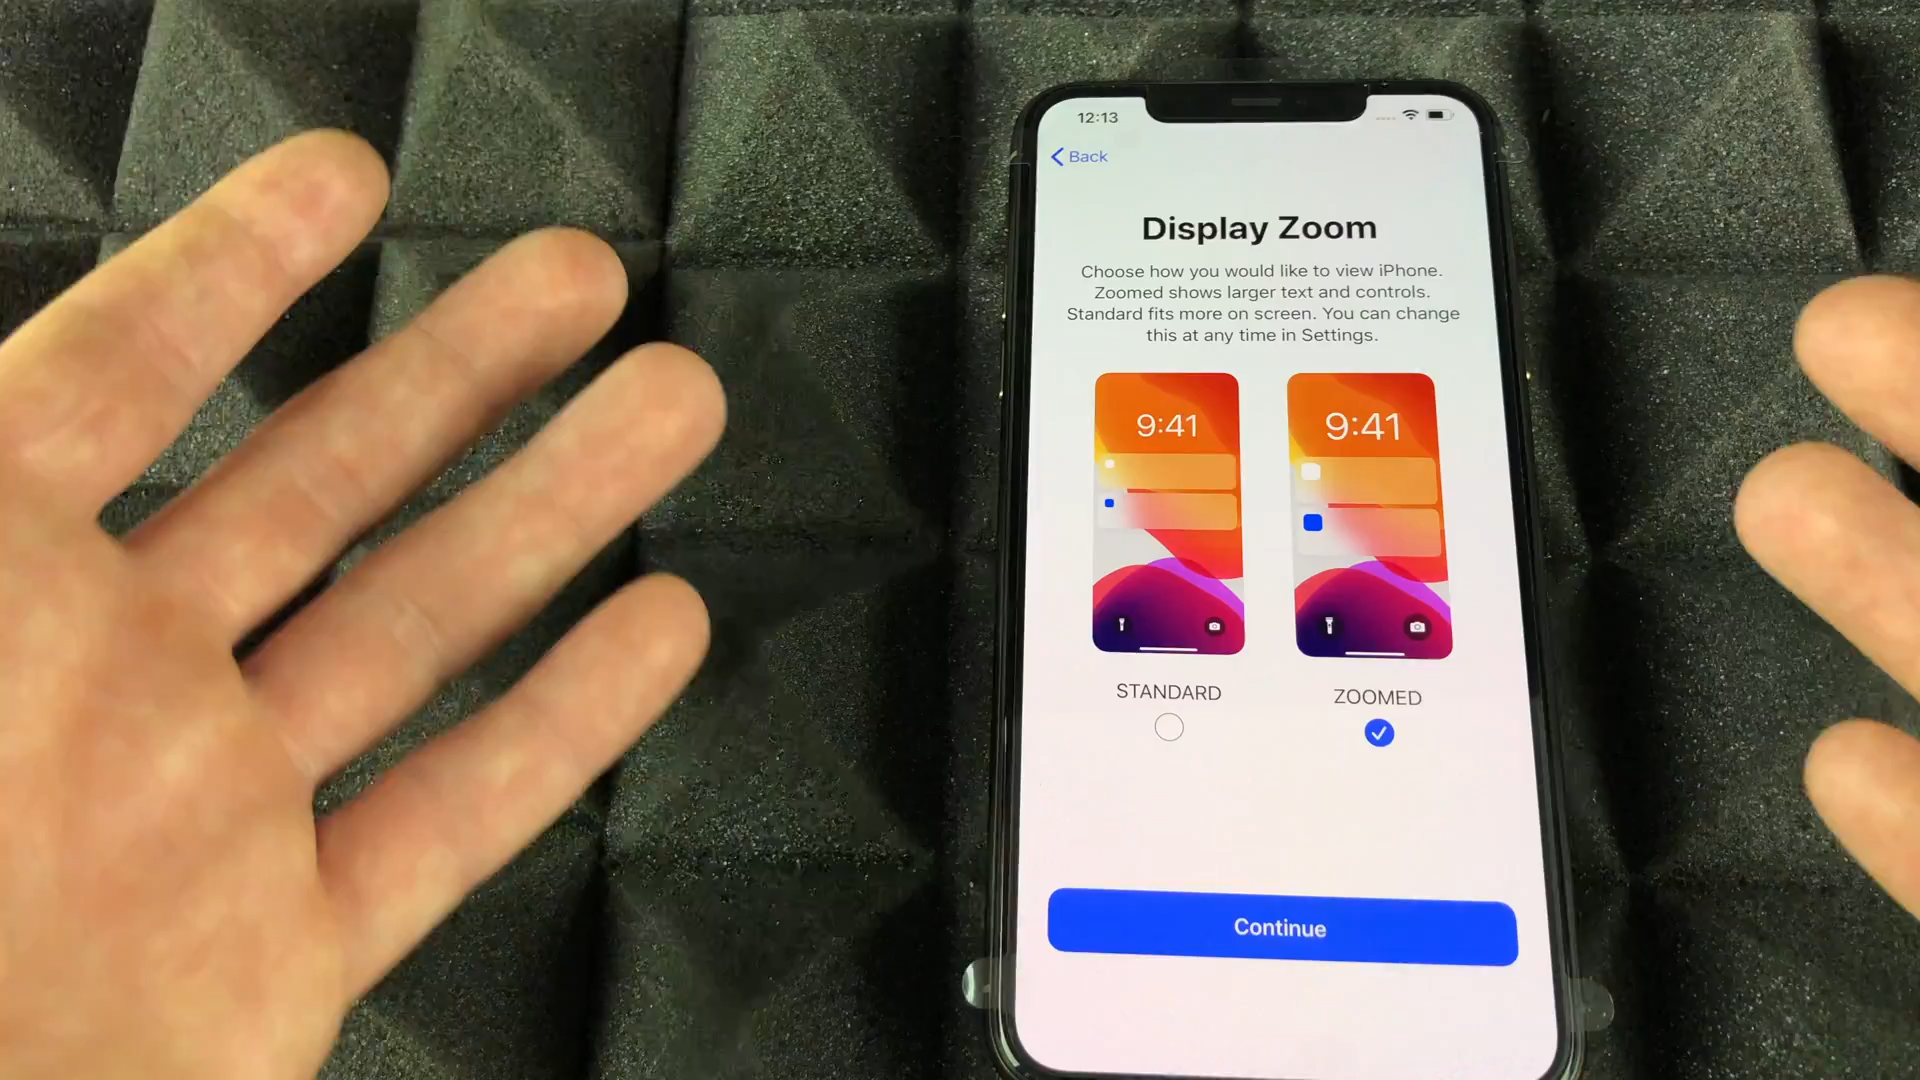 12:13
Back
Display Zoom
Choose how you would like to view iPhone.
Zoomed shows larger text and controls.
Standard fits more on screen. You can change
this at any time in Settings.
9:41
9:41
STANDARD
ZOOMED
Continue